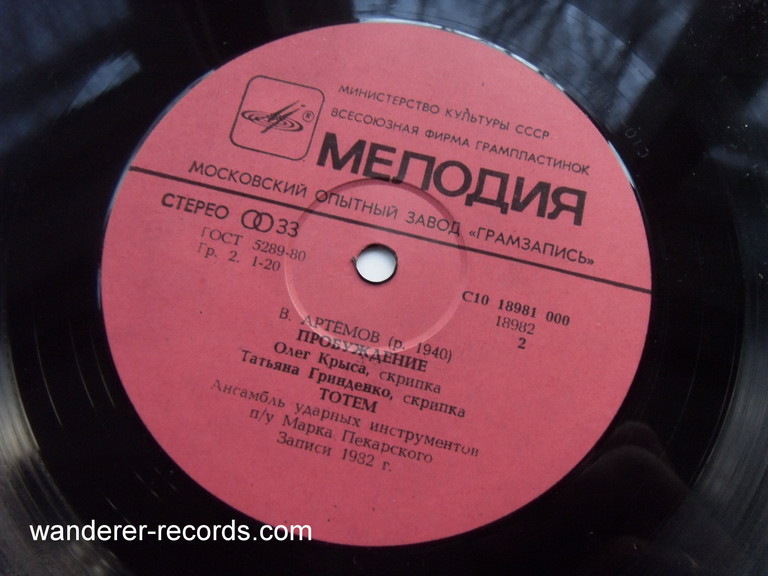 МИНИСТЕРСТВО КУЛЬТУРЫ СССР
ВСЕСОЮЗНАЯ ФИРМА ГРАМПЛАСТИНОК
®
МЕЛОДИЯ
МОСКОВСКИЙ ОПЫТНЫЙ ЗАВОД «ГРАМЗАПИСЬ»
СТЕРЕО 33
ГОСТ 5289-80
Гр. 2. 1-20
С10 18981 000
18982
2
В. АРТЕМОВ (р. 1940)
ПРОБУЖДЕНИЕ
Олег Крыса, скрипка
Татьяна Гринденко, скрипка
ТОТЕМ
Ансамбль ударных инструментов
п/у Марка Пекарского
Записи 1982 г.
wanderer-records.com